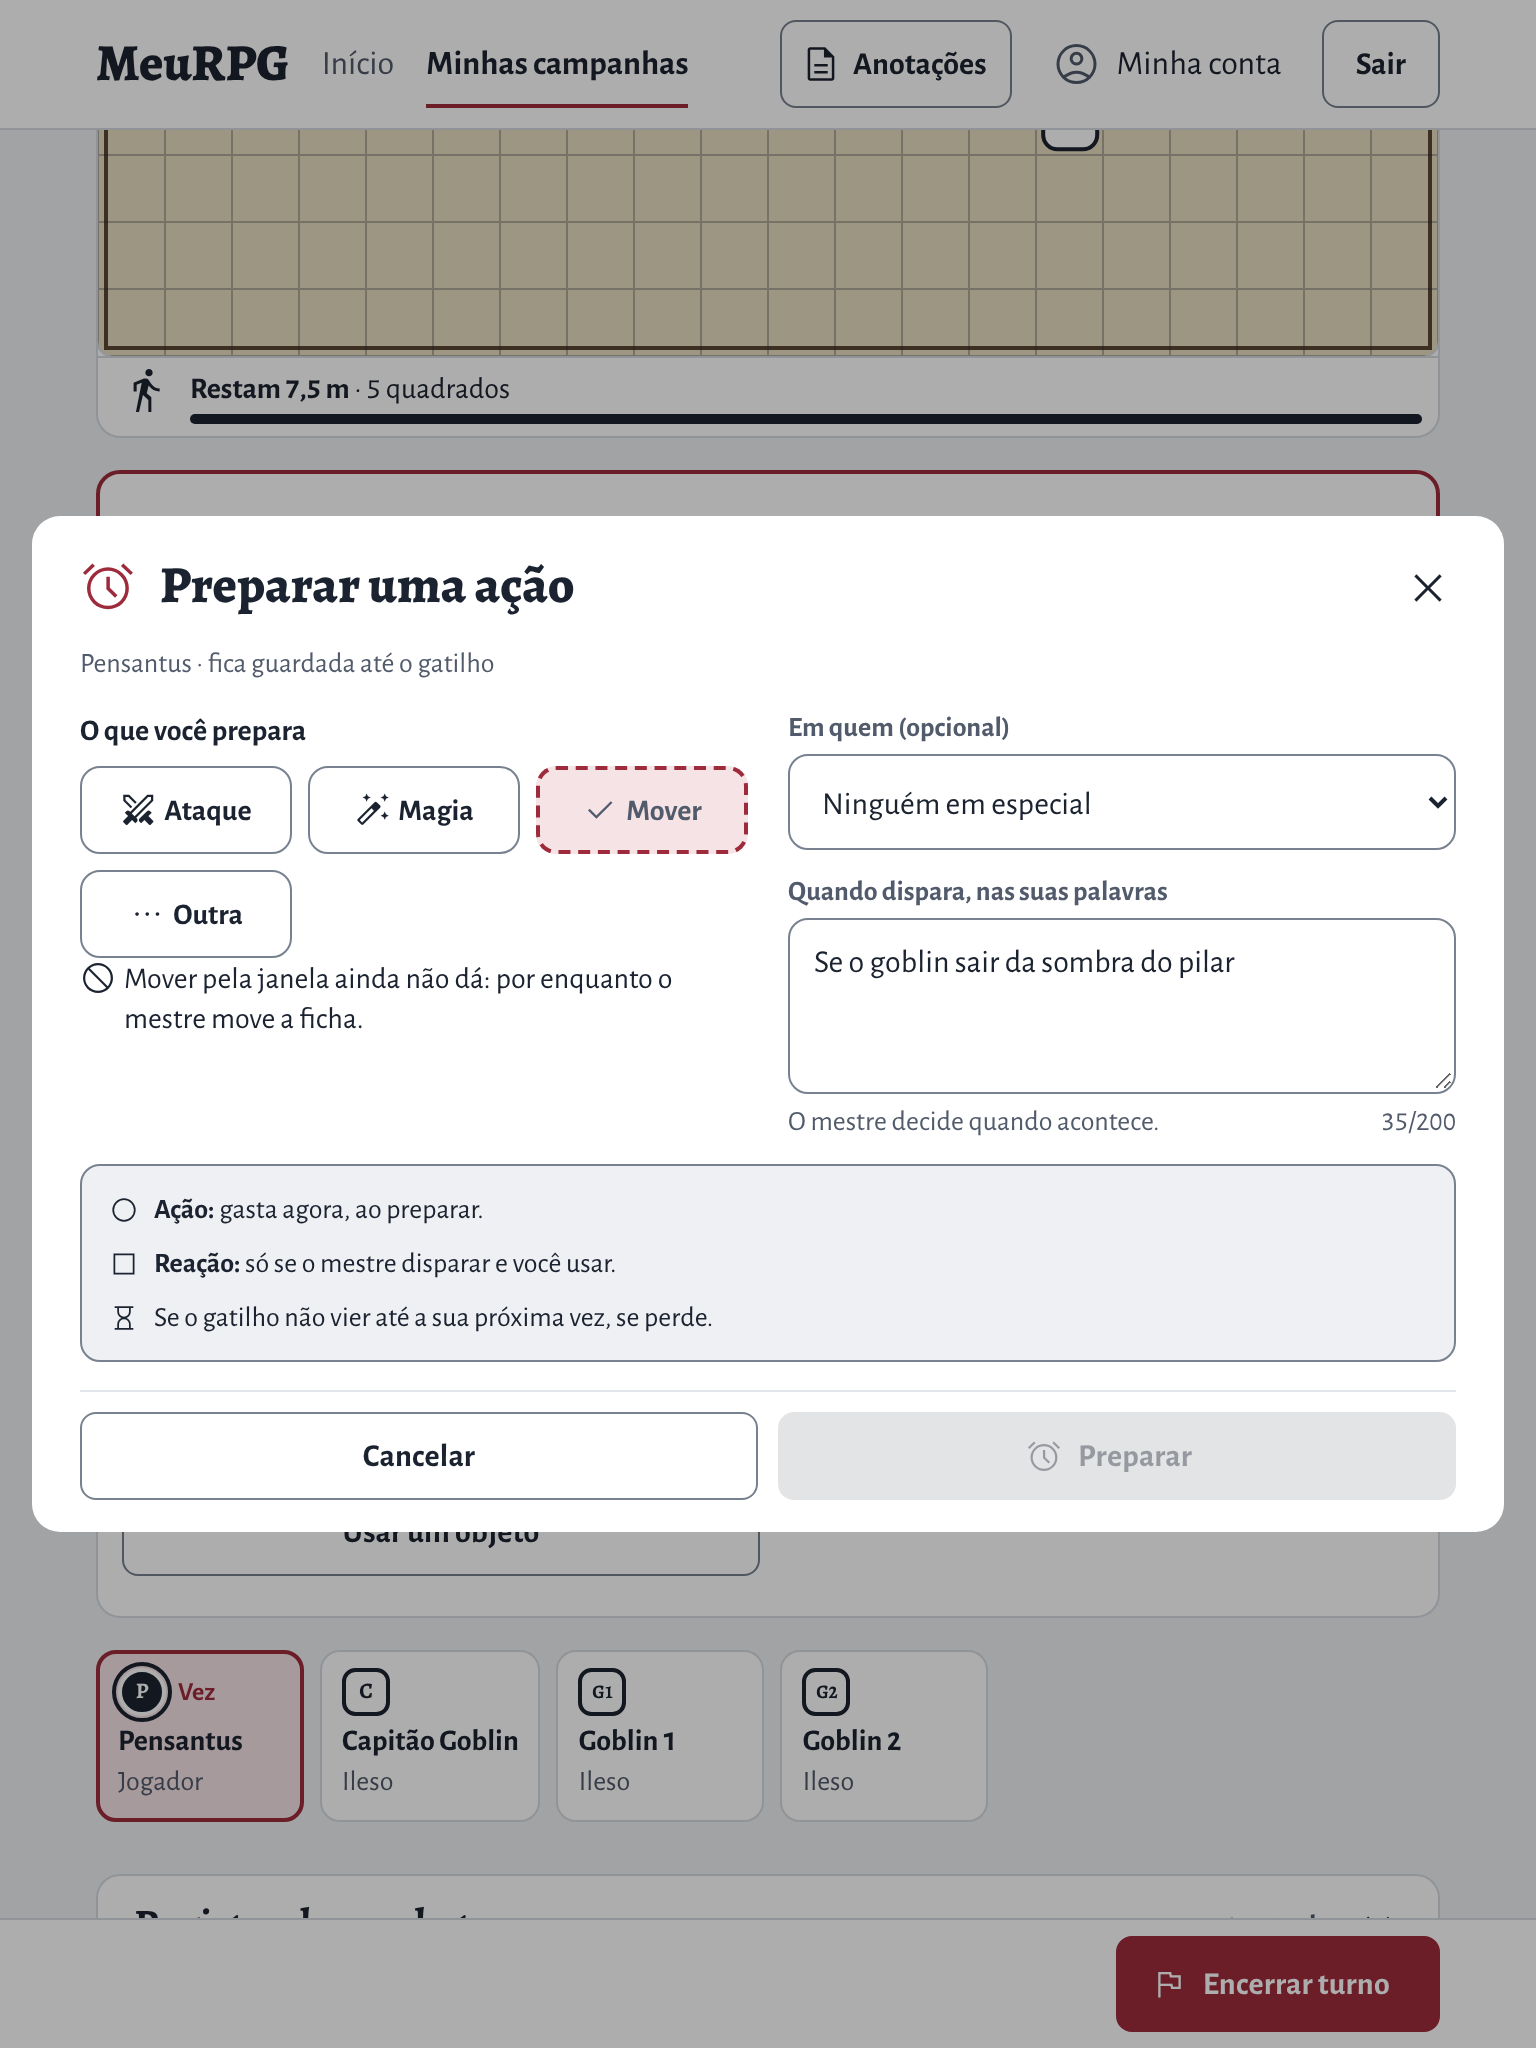 MeuRPG
Início
Minhas campanhas
Anotações
Minha conta
Sair
Restam 7,5 m · 5 quadrados
Preparar uma ação
Pensantus · fica guardada até o gatilho
O que você prepara
Ataque
Magia
Mover
Outra
Mover pela janela ainda não dá: por enquanto o
mestre move a ficha.
Em quem (opcional)
Ninguém em especial
Quando dispara, nas suas palavras
Se o goblin sair da sombra do pilar
O mestre decide quando acontece.
35/200
Ação: gasta agora, ao preparar.
Reação: só se o mestre disparar e você usar.
Se o gatilho não vier até a sua próxima vez, se perde.
Cancelar
Preparar
Usar um objeto
P Vez
Pensantus
Jogador
C
Capitão Goblin
Ileso
G1
Goblin 1
Ileso
G2
Goblin 2
Ileso
Encerrar turno